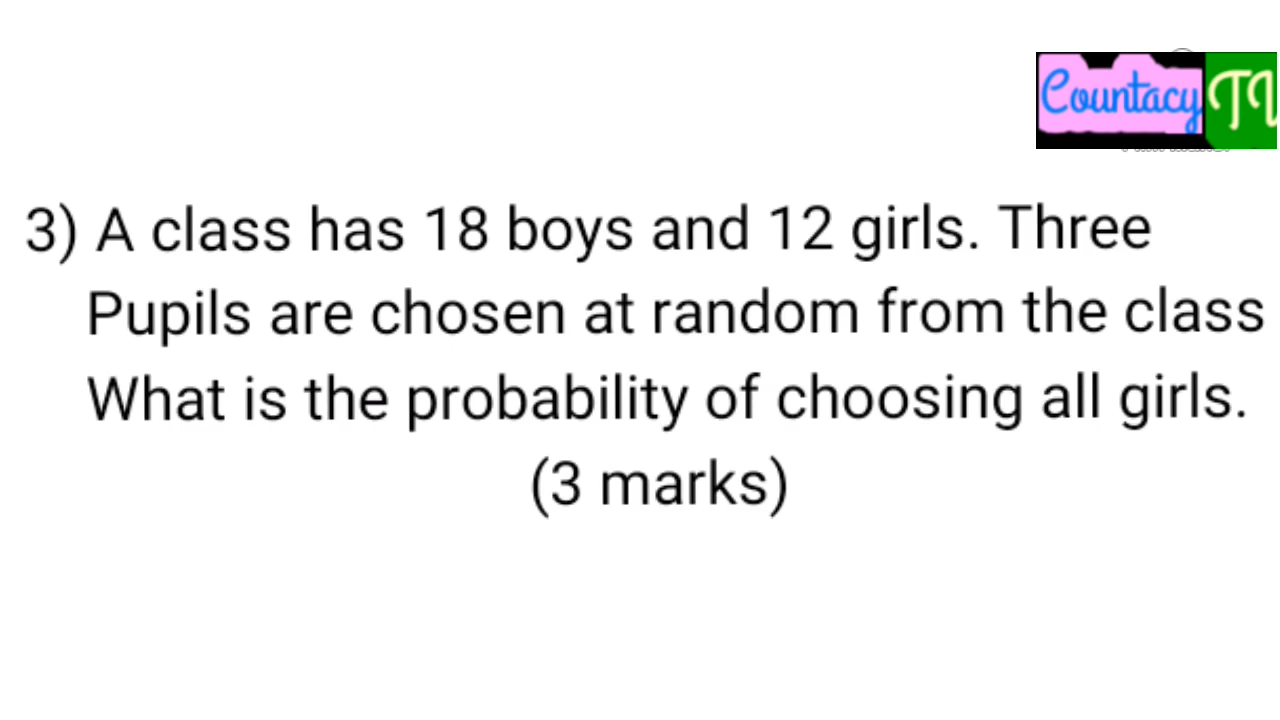 Countacy TV
3) A class has 18 boys and 12 girls. Three
Pupils are chosen at random from the class
What is the probability of choosing all girls.
(3 marks)